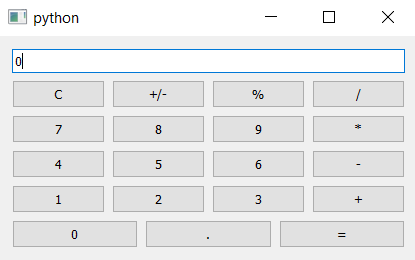 python
0
C +/- % /
7 8 9 *
4 5 6 -
1 2 3 +
0 . =